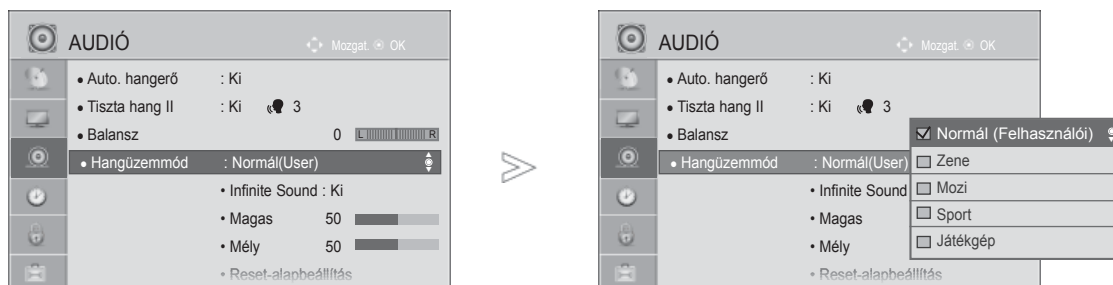 AUDIÓ Mozgat. OK
• Auto. hangerő : Ki
• Tiszta hang II : Ki 3
• Balansz 0 L R
• Hangüzemmód : Normál(User)
• Infinite Sound : Ki
• Magas 50
• Mély 50
• Reset-alapbeállítás
AUDIÓ Mozgat. OK
• Auto. hangerő : Ki
• Tiszta hang II : Ki 3
• Balansz
• Hangüzemmód : Normál(User)
• Infinite Sound
• Magas
• Mély
• Reset-alapbeállítás
Normál (Felhasználói)
Zene
Mozi
Sport
Játékgép